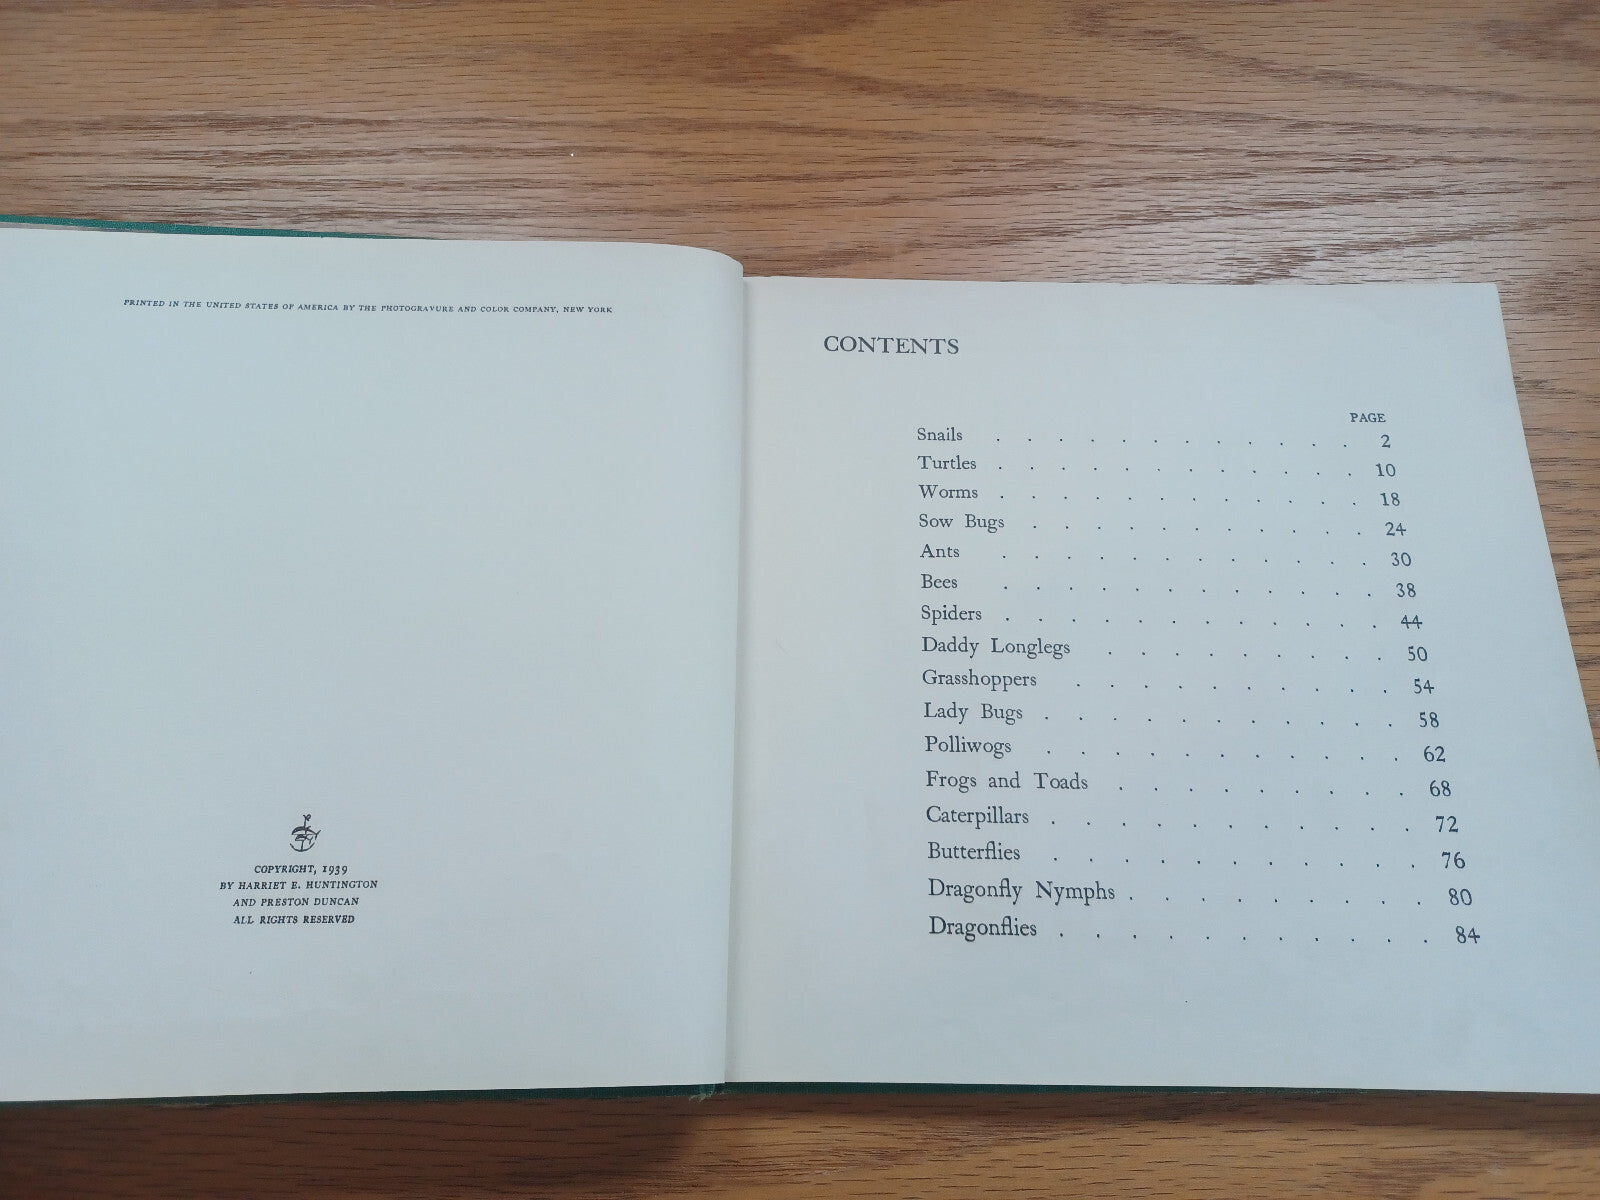 PRINTED IN THE UNITED STATES OF AMERICA BY THE PHOTOGRAVURE AND COLOR COMPANY, NEW YORK
COPYRIGHT, 1939
BY HARRIET E. HUNTINGTON
AND PRESTON DUNCAN
ALL RIGHTS RESERVED
CONTENTS
PAGE
Snails . . . . . . . . . . . . 2
Turtles . . . . . . . . . . . . 10
Worms . . . . . . . . . . . . 18
Sow Bugs . . . . . . . . . . . 24
Ants . . . . . . . . . . . . 30
Bees . . . . . . . . . . . . 38
Spiders . . . . . . . . . . . . 44
Daddy Longlegs . . . . . . . . . 50
Grasshoppers . . . . . . . . . . 54
Lady Bugs . . . . . . . . . . . 58
Polliwogs . . . . . . . . . . . 62
Frogs and Toads . . . . . . . . . 68
Caterpillars . . . . . . . . . . . 72
Butterflies . . . . . . . . . . . 76
Dragonfly Nymphs . . . . . . . . . 80
Dragonflies . . . . . . . . . . . 84